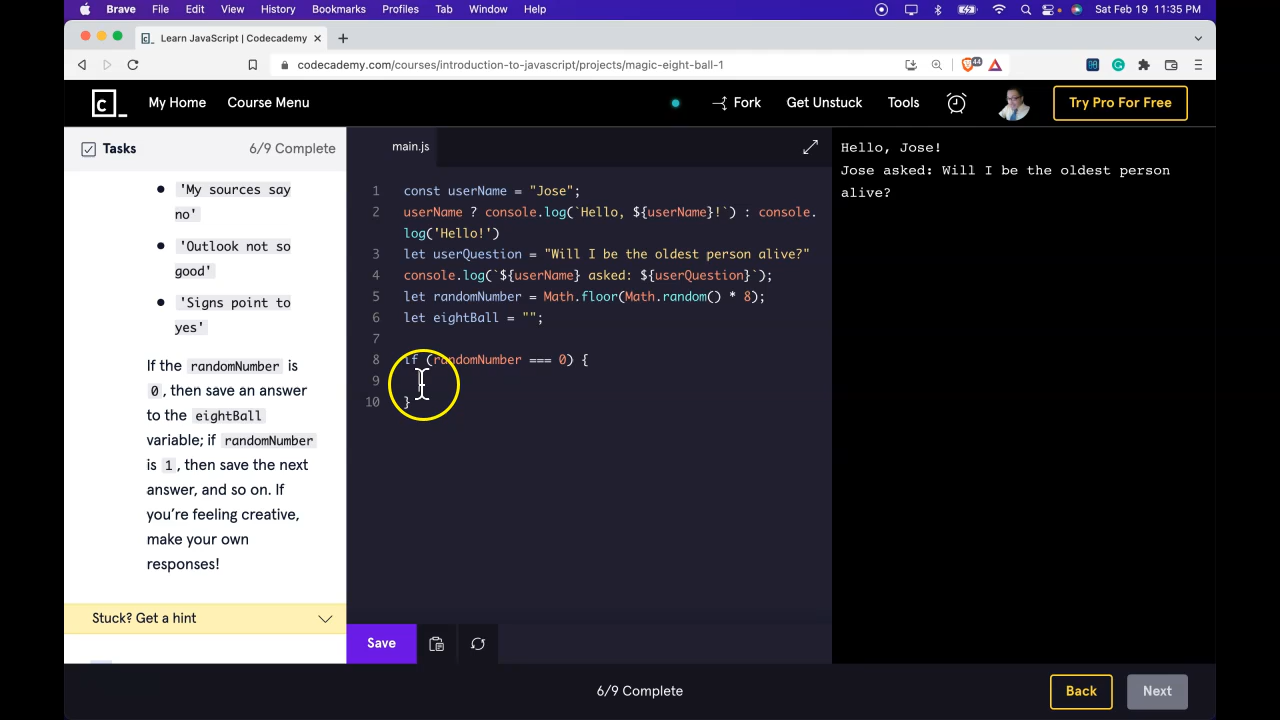 Brave File Edit View History Bookmarks Profiles Tab Window Help Sat Feb 19 11:35 PM
C_ Learn JavaScript | Codecademy
codecademy.com/courses/introduction-to-javascript/projects/magic-eight-ball-1 44
c_ My Home Course Menu Fork Get Unstuck Tools Try Pro For Free
Tasks 6/9 Complete
'My sources say
no'
'Outlook not so
good'
'Signs point to
yes'
If the randomNumber is
0, then save an answer
to the eightBall
variable; if randomNumber
is 1, then save the next
answer, and so on. If
you're feeling creative,
make your own
responses!
Stuck? Get a hint
main.js
1 const userName = "Jose";
2 userName ? console.log(`Hello, ${userName}!`) : console.
log('Hello!')
3 let userQuestion = "Will I be the oldest person alive?"
4 console.log(`${userName} asked: ${userQuestion}`);
5 let randomNumber = Math.floor(Math.random() * 8);
6 let eightBall = "";
7
8 if (randomNumber === 0) {
9
10 }
Save
Hello, Jose!
Jose asked: Will I be the oldest person
alive?
6/9 Complete
Back Next